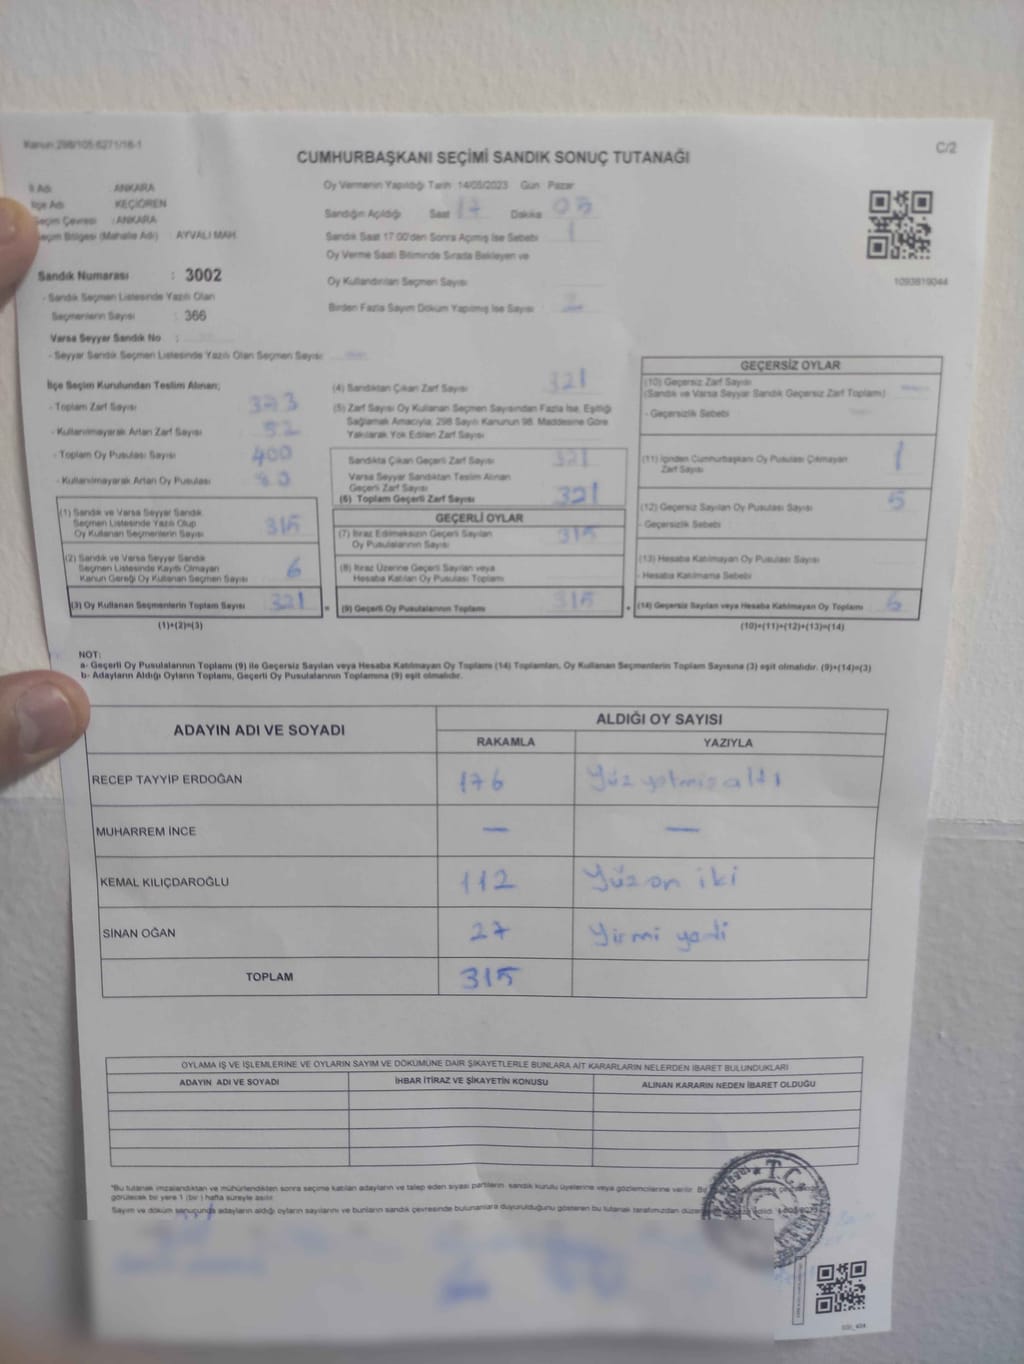 Kanun:298/105-6271/16-1
C/2
CUMHURBAŞKANI SEÇİMİ SANDIK SONUÇ TUTANAĞI
İl Adı ANKARA
İlçe Adı KEÇİÖREN
Seçim Çevresi : ANKARA
Seçim Bölgesi (Mahalle Adı) : AYVALI MAH.
Sandık Numarası : 3002
- Sandık Seçmen Listesinde Yazılı Olan
Seçmenlerin Sayısı : 366
Varsa Seyyar Sandık No :
- Seyyar Sandık Seçmen Listesinde Yazılı Olan Seçmen Sayısı
Oy Vermenin Yapıldığı Tarih 14/05/2023 Gün Pazar
Sandığın Açıldığı Saat 17 Dakika 05
Sandık Saat 17:00'den Sonra Açmış İse Sebebi
Oy Verme Saati Bitiminde Sırada Bekleyen ve
Oy Kullandırılan Seçmen Sayısı
Birden Fazla Sayım Döküm Yapılmış İse Sayısı
1093819044
İlçe Seçim Kurulundan Teslim Alınan;
- Toplam Zarf Sayısı 373
- Kullanılmayarak Artan Zarf Sayısı 52
- Toplam Oy Pusulası Sayısı 400
- Kullanılmayarak Artan Oy Pusulası
(1) Sandık ve Varsa Seyyar Sandık
Seçmen Listesinde Yazılı Olup
Oy Kullanan Seçmenlerin Sayısı 315
(2) Sandık ve Varsa Seyyar Sandık
Seçmen Listesinde Kayıtlı Olmayan
Kanun Gereği Oy Kullanan Seçmen Sayısı 6
(3) Oy Kullanan Seçmenlerin Toplam Sayısı 321
(1)+(2)=(3)
(4) Sandıktan Çıkan Zarf Sayısı 321
(5) Zarf Sayısı Oy Kullanan Seçmen Sayısından Fazla İse, Eşitliği
Sağlamak Amacıyla, 298 Sayılı Kanunun 98. Maddesine Göre
Yakılarak Yok Edilen Zarf Sayısı
Sandıkta Çıkan Geçerli Zarf Sayısı 321
Varsa Seyyar Sandıktan Teslim Alınan
Geçerli Zarf Sayısı
(6) Toplam Geçerli Zarf Sayısı 321
GEÇERLİ OYLAR
(7) İtiraz Edilmeksizin Geçerli Sayılan
Oy Pusulalarının Sayısı 315
(8) İtiraz Üzerine Geçerli Sayılan veya
Hesaba Katılan Oy Pusulası Toplamı
= (9) Geçerli Oy Pusulalarının Toplamı 315
GEÇERSİZ OYLAR
(10) Geçersiz Zarf Sayısı
(Sandık ve Varsa Seyyar Sandık Geçersiz Zarf Toplamı)
- Geçersizlik Sebebi
(11) İçinden Cumhurbaşkanı Oy Pusulası Çıkmayan
Zarf Sayısı 1
(12) Geçersiz Sayılan Oy Pusulası Sayısı 5
- Geçersizlik Sebebi
(13) Hesaba Katılmayan Oy Pusulası Sayısı
- Hesaba Katılmama Sebebi
+ (14) Geçersiz Sayılan veya Hesaba Katılmayan Oy Toplamı 6
(10)+(11)+(12)+(13)=(14)
NOT:
a- Geçerli Oy Pusulalarının Toplamı (9) ile Geçersiz Sayılan veya Hesaba Katılmayan Oy Toplamı (14) Toplamları, Oy Kullanan Seçmenlerin Toplam Sayısına (3) eşit olmalıdır. (9)+(14)=(3)
b- Adayların Aldığı Oyların Toplamı, Geçerli Oy Pusulalarının Toplamına (9) eşit olmalıdır.
ADAYIN ADI VE SOYADI ALDIĞI OY SAYISI
RAKAMLA YAZIYLA
RECEP TAYYİP ERDOĞAN 176 Yüz yetmiş altı
MUHARREM İNCE — —
KEMAL KILIÇDAROĞLU 112 Yüz on iki
SİNAN OĞAN 27 Yirmi yedi
TOPLAM 315
OYLAMA İŞ VE İŞLEMLERİNE VE OYLARIN SAYIM VE DÖKÜMÜNE DAİR ŞİKAYETLERLE BUNLARA AİT KARARLARIN NELERDEN İBARET BULUNDUKLARI
ADAYIN ADI VE SOYADI İHBAR İTİRAZ VE ŞİKAYETİN KONUSU ALINAN KARARIN NEDEN İBARET OLDUĞU
*Bu tutanak imzalandıktan ve mühürlendikten sonra seçime katılan adayların ve talep eden siyasi partilerin sandık kurulu üyelerine veya gözlemcilerine verilir. Bir
görülecek bir yere 1 (bir) hafta süreyle asılır.
Sayım ve döküm sonucunda adayların aldığı oyların sayılarını ve bunların sandık çevresinde bulunanlara duyurulduğunu gösteren bu tutanak tarafımızdan
T.C.